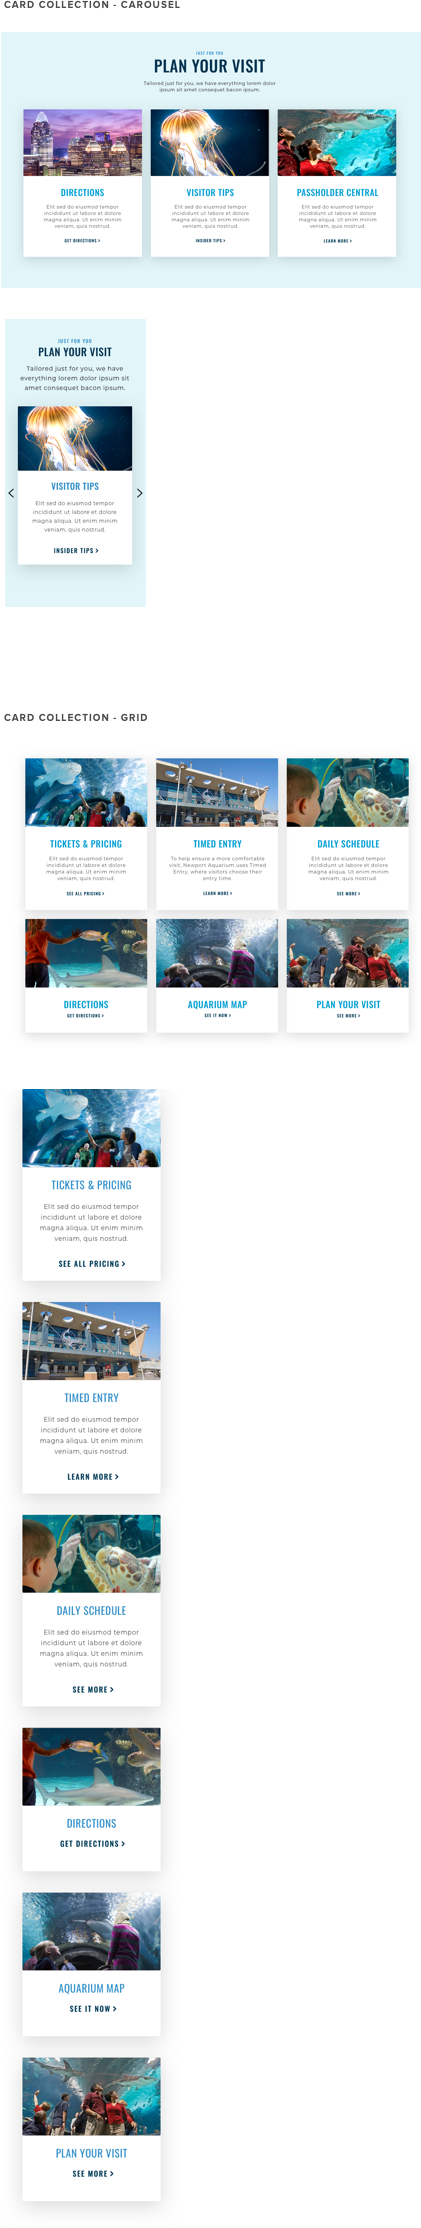 CARD COLLECTION - CAROUSEL
JUST FOR YOU
PLAN YOUR VISIT
Tailored just for you, we have everything lorem dolor
ipsum sit amet consequet bacon ipsum.
DIRECTIONS
Elit sed do eiusmod tempor
incididunt ut labore et dolore
magna aliqua. Ut enim minim
veniam, quis nostrud.
GET DIRECTIONS >
VISITOR TIPS
Elit sed do eiusmod tempor
incididunt ut labore et dolore
magna aliqua. Ut enim minim
veniam, quis nostrud.
INSIDER TIPS >
PASSHOLDER CENTRAL
Elit sed do eiusmod tempor
incididunt ut labore et dolore
magna aliqua. Ut enim minim
veniam, quis nostrud.
LEARN MORE >
JUST FOR YOU
PLAN YOUR VISIT
Tailored just for you, we have
everything lorem dolor ipsum sit
amet consequet bacon ipsum.
VISITOR TIPS
Elit sed do eiusmod tempor
incididunt ut labore et dolore
magna aliqua. Ut enim minim
veniam, quis nostrud.
INSIDER TIPS >
CARD COLLECTION - GRID
TICKETS & PRICING
Elit sed do eiusmod tempor
incididunt ut labore et dolore
magna aliqua. Ut enim minim
veniam, quis nostrud.
SEE ALL PRICING >
TIMED ENTRY
To help ensure a more comfortable
visit, Newport Aquarium uses Timed
Entry, where visitors choose their
entry time.
LEARN MORE >
DAILY SCHEDULE
Elit sed do eiusmod tempor
incididunt ut labore et dolore
magna aliqua. Ut enim minim
veniam, quis nostrud.
SEE MORE >
DIRECTIONS
GET DIRECTIONS >
AQUARIUM MAP
SEE IT NOW >
PLAN YOUR VISIT
SEE MORE >
TICKETS & PRICING
Elit sed do eiusmod tempor
incididunt ut labore et dolore
magna aliqua. Ut enim minim
veniam, quis nostrud.
SEE ALL PRICING >
TIMED ENTRY
Elit sed do eiusmod tempor
incididunt ut labore et dolore
magna aliqua. Ut enim minim
veniam, quis nostrud.
LEARN MORE >
DAILY SCHEDULE
Elit sed do eiusmod tempor
incididunt ut labore et dolore
magna aliqua. Ut enim minim
veniam, quis nostrud.
SEE MORE >
DIRECTIONS
GET DIRECTIONS >
AQUARIUM MAP
SEE IT NOW >
PLAN YOUR VISIT
SEE MORE >